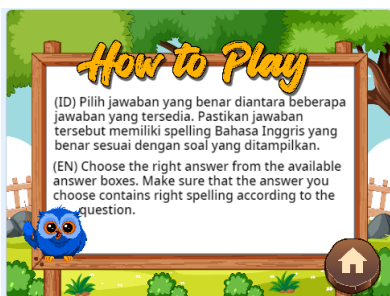 How to Play
(ID) Pilih jawaban yang benar diantara beberapa
jawaban yang tersedia. Pastikan jawaban
tersebut memiliki spelling Bahasa Inggris yang
benar sesuai dengan soal yang ditampilkan.
(EN) Choose the right answer from the available
answer boxes. Make sure that the answer you
choose contains right spelling according to the
question.